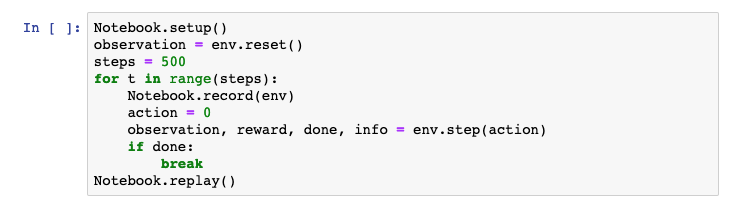 In [ ]: Notebook.setup()
observation = env.reset()
steps = 500
for t in range(steps):
    Notebook.record(env)
    action = 0
    observation, reward, done, info = env.step(action)
    if done:
        break
Notebook.replay()